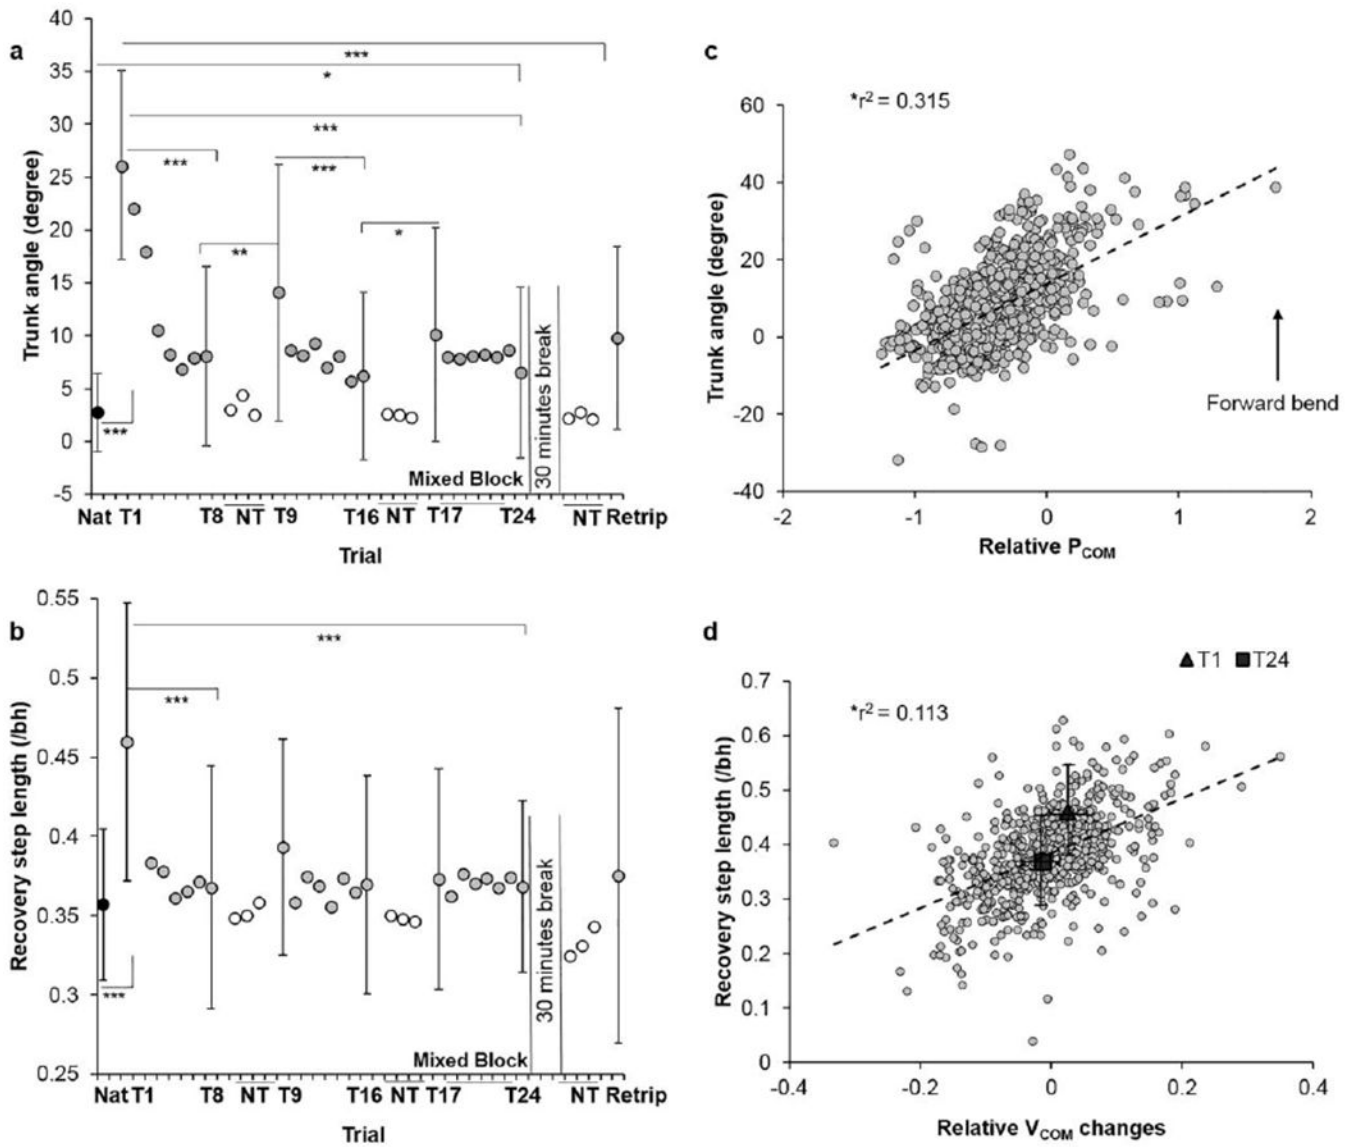 a
40
35
30
25
20
15
10
5
0
-5
Trunk angle (degree)
***
*
***
***
***
**
*
***
Mixed Block
30 minutes break
Nat T1 T8 NT T9 T16 NT T17 T24 NT Retrip
Trial
c
*r² = 0.315
60
40
20
0
-20
-40
Trunk angle (degree)
Forward bend
-2 -1 0 1 2
Relative P_COM
b
0.55
0.5
0.45
0.4
0.35
0.3
0.25
Recovery step length (/bh)
***
***
***
Mixed Block
30 minutes break
Nat T1 T8 NT T9 T16 NT T17 T24 NT Retrip
Trial
d
T1 T24
*r² = 0.113
0.7
0.6
0.5
0.4
0.3
0.2
0.1
0
Recovery step length (/bh)
-0.4 -0.2 0 0.2 0.4
Relative V_COM changes